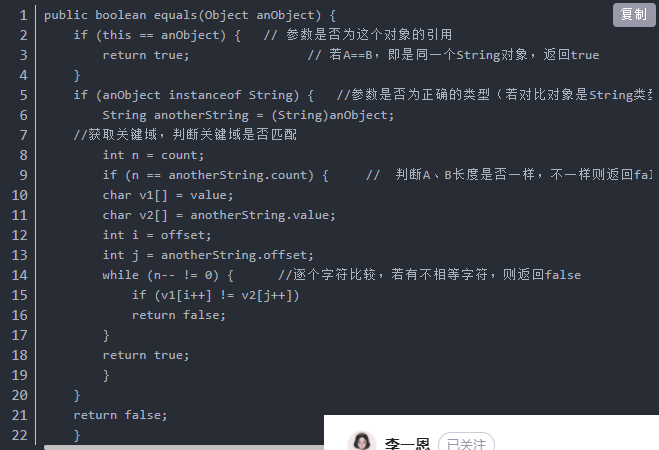 复制
1 public boolean equals(Object anObject) {
2 if (this == anObject) { // 参数是否为这个对象的引用
3 return true; // 若A==B，即是同一个String对象，返回true
4 }
5 if (anObject instanceof String) { //参数是否为正确的类型（若对比对象是String类型
6 String anotherString = (String)anObject;
7 //获取关键域，判断关键域是否匹配
8 int n = count;
9 if (n == anotherString.count) { // 判断A、B长度是否一样，不一样则返回fal
10 char v1[] = value;
11 char v2[] = anotherString.value;
12 int i = offset;
13 int j = anotherString.offset;
14 while (n-- != 0) { //逐个字符比较，若有不相等字符，则返回false
15 if (v1[i++] != v2[j++])
16 return false;
17 }
18 return true;
19 }
20 }
21 return false;
22 }
李一恩 已关注